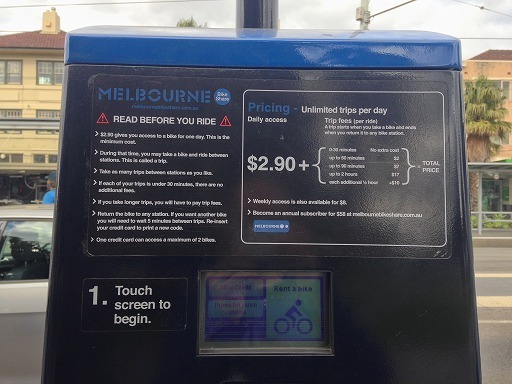 MELBOURNE Bike Share
melbournebikeshare.com.au
READ BEFORE YOU RIDE
> $2.90 gives you access to a bike for one day. This is the
minimum cost.
> During that time, you may take a bike and ride between
stations. This is called a trip.
> Take as many trips between stations as you like.
> If each of your trips is under 30 minutes, there are no
additional fees.
> If you take longer trips, you will have to pay trip fees.
> Return the bike to any station. If you want another bike
you will need to wait 5 minutes between trips. Re-insert
your credit card to print a new code.
> One credit card can access a maximum of 2 bikes.
Pricing - Unlimited trips per day
Daily access
Trip fees (per ride)
A trip starts when you take a bike and ends
when you return it to any bike station.
$2.90 +
0-30 minutes No extra cost
up to 60 minutes $2
up to 90 minutes $7
up to 2 hours $17
each additional ½ hour +$10
TOTAL
PRICE
> Weekly access is also available for $8.
> Become an annual subscriber for $58 at melbournebikeshare.com.au
MELBOURNE
1. Touch
screen to
begin.
Rent a bike